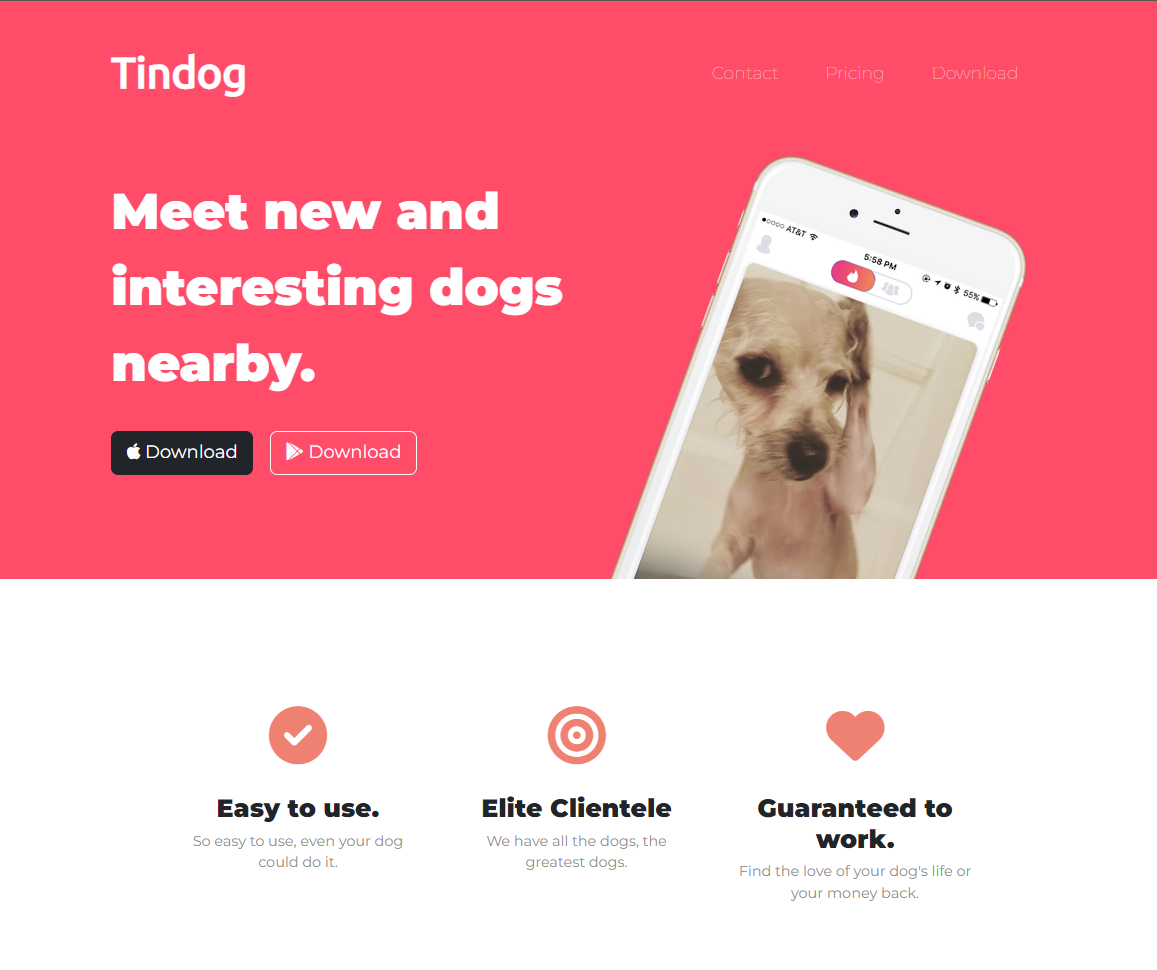 Tindog
Contact Pricing Download
Meet new and
interesting dogs
nearby.
Download Download
AT&T 5:58 PM 55%
Easy to use.
So easy to use, even your dog
could do it.
Elite Clientele
We have all the dogs, the
greatest dogs.
Guaranteed to
work.
Find the love of your dog's life or
your money back.